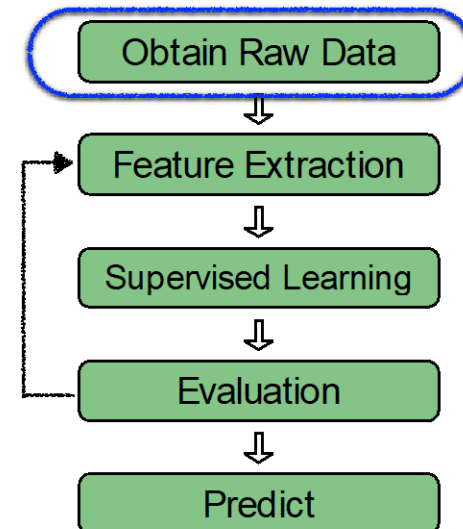 Obtain Raw Data
Feature Extraction
Supervised Learning
Evaluation
Predict